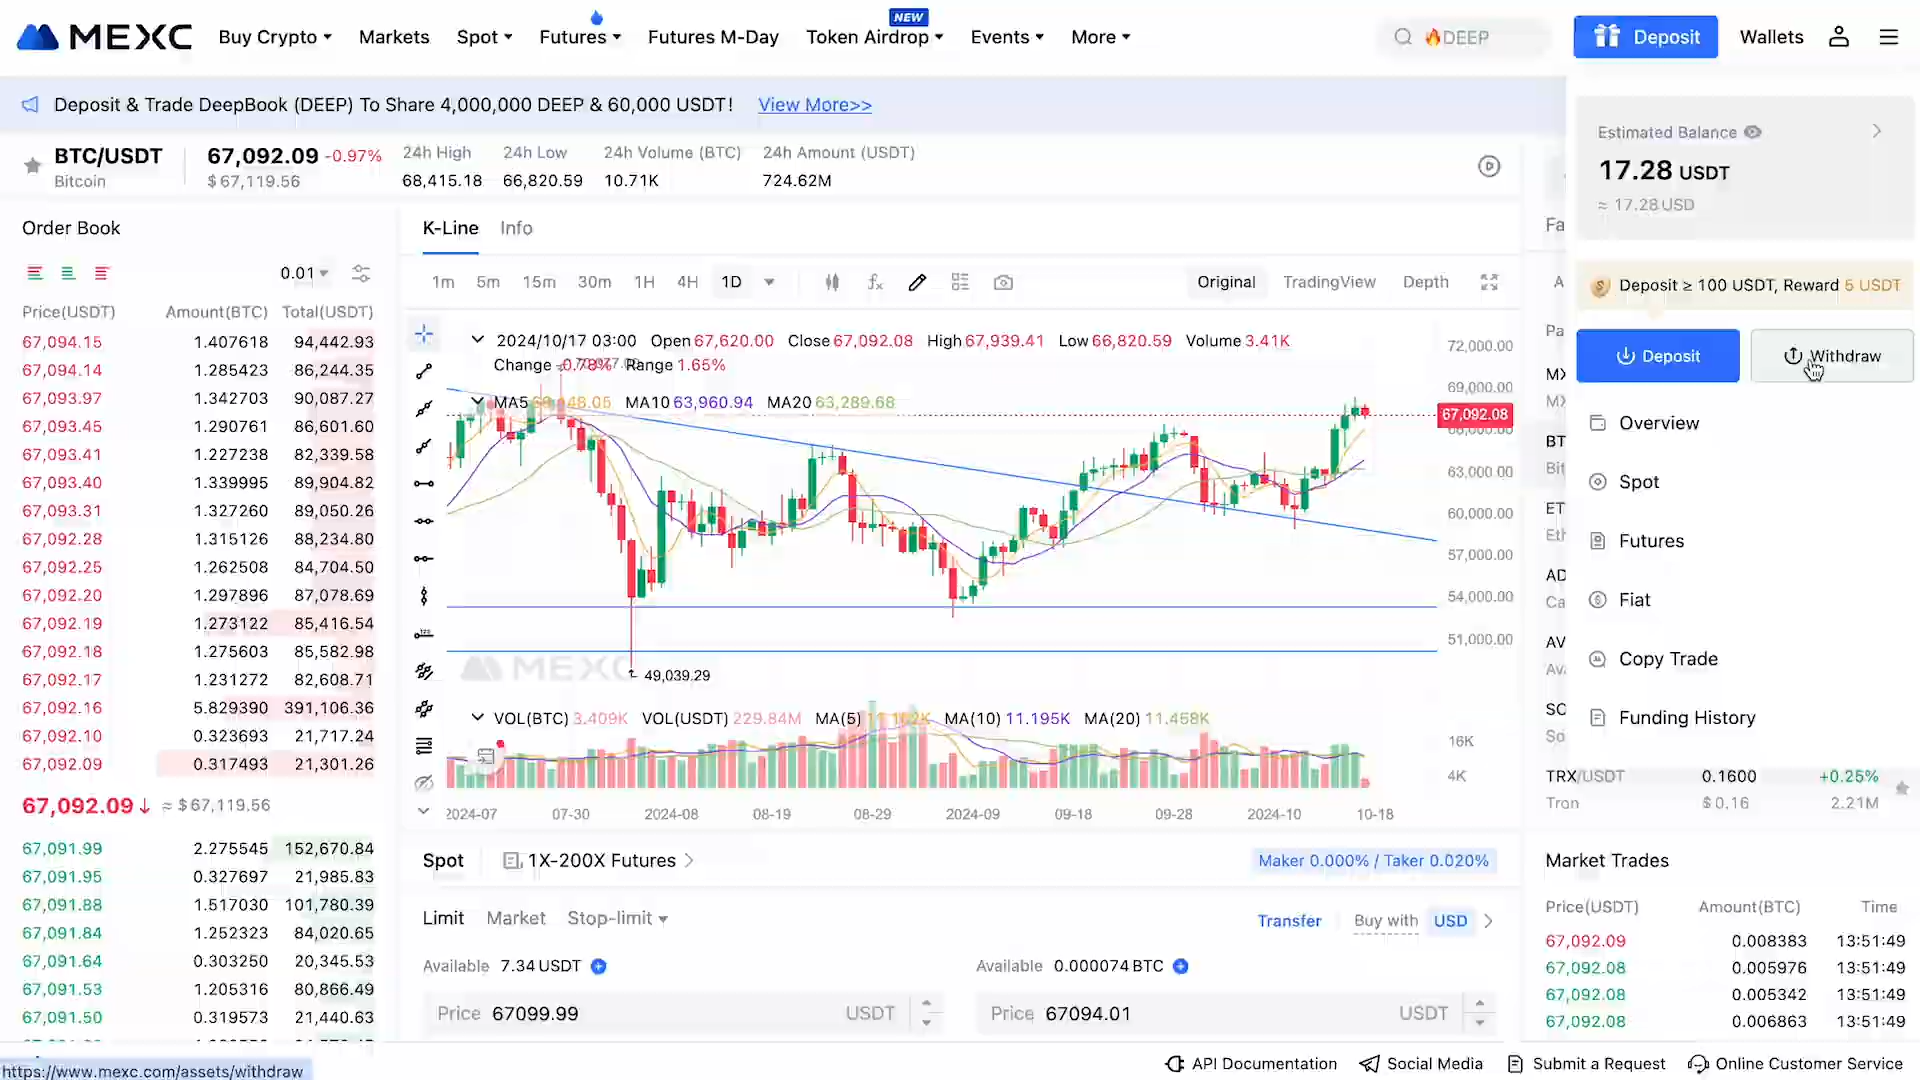 MEXC
Buy Crypto
Markets
Spot
Futures
Futures M-Day
Token Airdrop
NEW
Events
More
DEEP
Deposit
Wallets
Deposit & Trade DeepBook (DEEP) To Share 4,000,000 DEEP & 60,000 USDT! View More>>
BTC/USDT
Bitcoin
67,092.09 -0.97%
$ 67,119.56
24h High
68,415.18
24h Low
66,820.59
24h Volume (BTC)
10.71K
24h Amount (USDT)
724.62M
Order Book
0.01
Price(USDT) Amount(BTC) Total(USDT)
67,094.15 1.407618 94,442.93
67,094.14 1.285423 86,244.35
67,093.97 1.342703 90,087.27
67,093.45 1.290761 86,601.60
67,093.41 1.227238 82,339.58
67,093.40 1.339995 89,904.82
67,093.31 1.327260 89,050.26
67,092.28 1.315126 88,234.80
67,092.25 1.262508 84,704.50
67,092.20 1.297896 87,078.69
67,092.19 1.273122 85,416.54
67,092.18 1.275603 85,582.98
67,092.17 1.231272 82,608.71
67,092.16 5.829390 391,106.36
67,092.10 0.323693 21,717.24
67,092.09 0.317493 21,301.26
67,092.09↓ ≈ $ 67,119.56
67,091.99 2.275545 152,670.84
67,091.95 0.327697 21,985.83
67,091.88 1.517030 101,780.39
67,091.84 1.252323 84,020.65
67,091.64 0.303250 20,345.53
67,091.53 1.205316 80,866.49
67,091.50 0.319573 21,440.63
K-Line Info
1m 5m 15m 30m 1H 4H 1D
Original TradingView Depth
2024/10/17 03:00 Open 67,620.00 Close 67,092.08 High 67,939.41 Low 66,820.59 Volume 3.41K
Change -0.78% Range 1.65%
MA5 MA10 63,960.94 MA20 63,289.68
72,000.00
69,000.00
67,092.08
63,000.00
60,000.00
57,000.00
54,000.00
51,000.00
MEXC
49,039.29
VOL(BTC) 3.409K VOL(USDT) 229.84M MA(5) MA(10) 11.195K MA(20) 11.458K
16K
4K
2024-07 07-30 2024-08 08-19 08-29 2024-09 09-18 09-28 2024-10 10-18
Spot 1X-200X Futures
Maker 0.000% / Taker 0.020%
Limit Market Stop-limit
Transfer Buy with USD
Available 7.34 USDT
Available 0.000074 BTC
Price 67099.99 USDT
Price 67094.01 USDT
Estimated Balance
17.28 USDT
≈ 17.28 USD
Deposit ≥ 100 USDT, Reward 5 USDT
Deposit
Withdraw
Overview
Spot
Futures
Fiat
Copy Trade
Funding History
Fa
A
Pa
MX
MX
BT
Bit
ET
Eth
AD
Ca
AV
Ava
SO
So
TRX/USDT 0.1600 +0.25%
Tron $ 0.16 2.21M
Market Trades
Price(USDT) Amount(BTC) Time
67,092.09 0.008383 13:51:49
67,092.08 0.005976 13:51:49
67,092.08 0.005342 13:51:49
67,092.08 0.006863 13:51:49
https://www.mexc.com/assets/withdraw
API Documentation
Social Media
Submit a Request
Online Customer Service